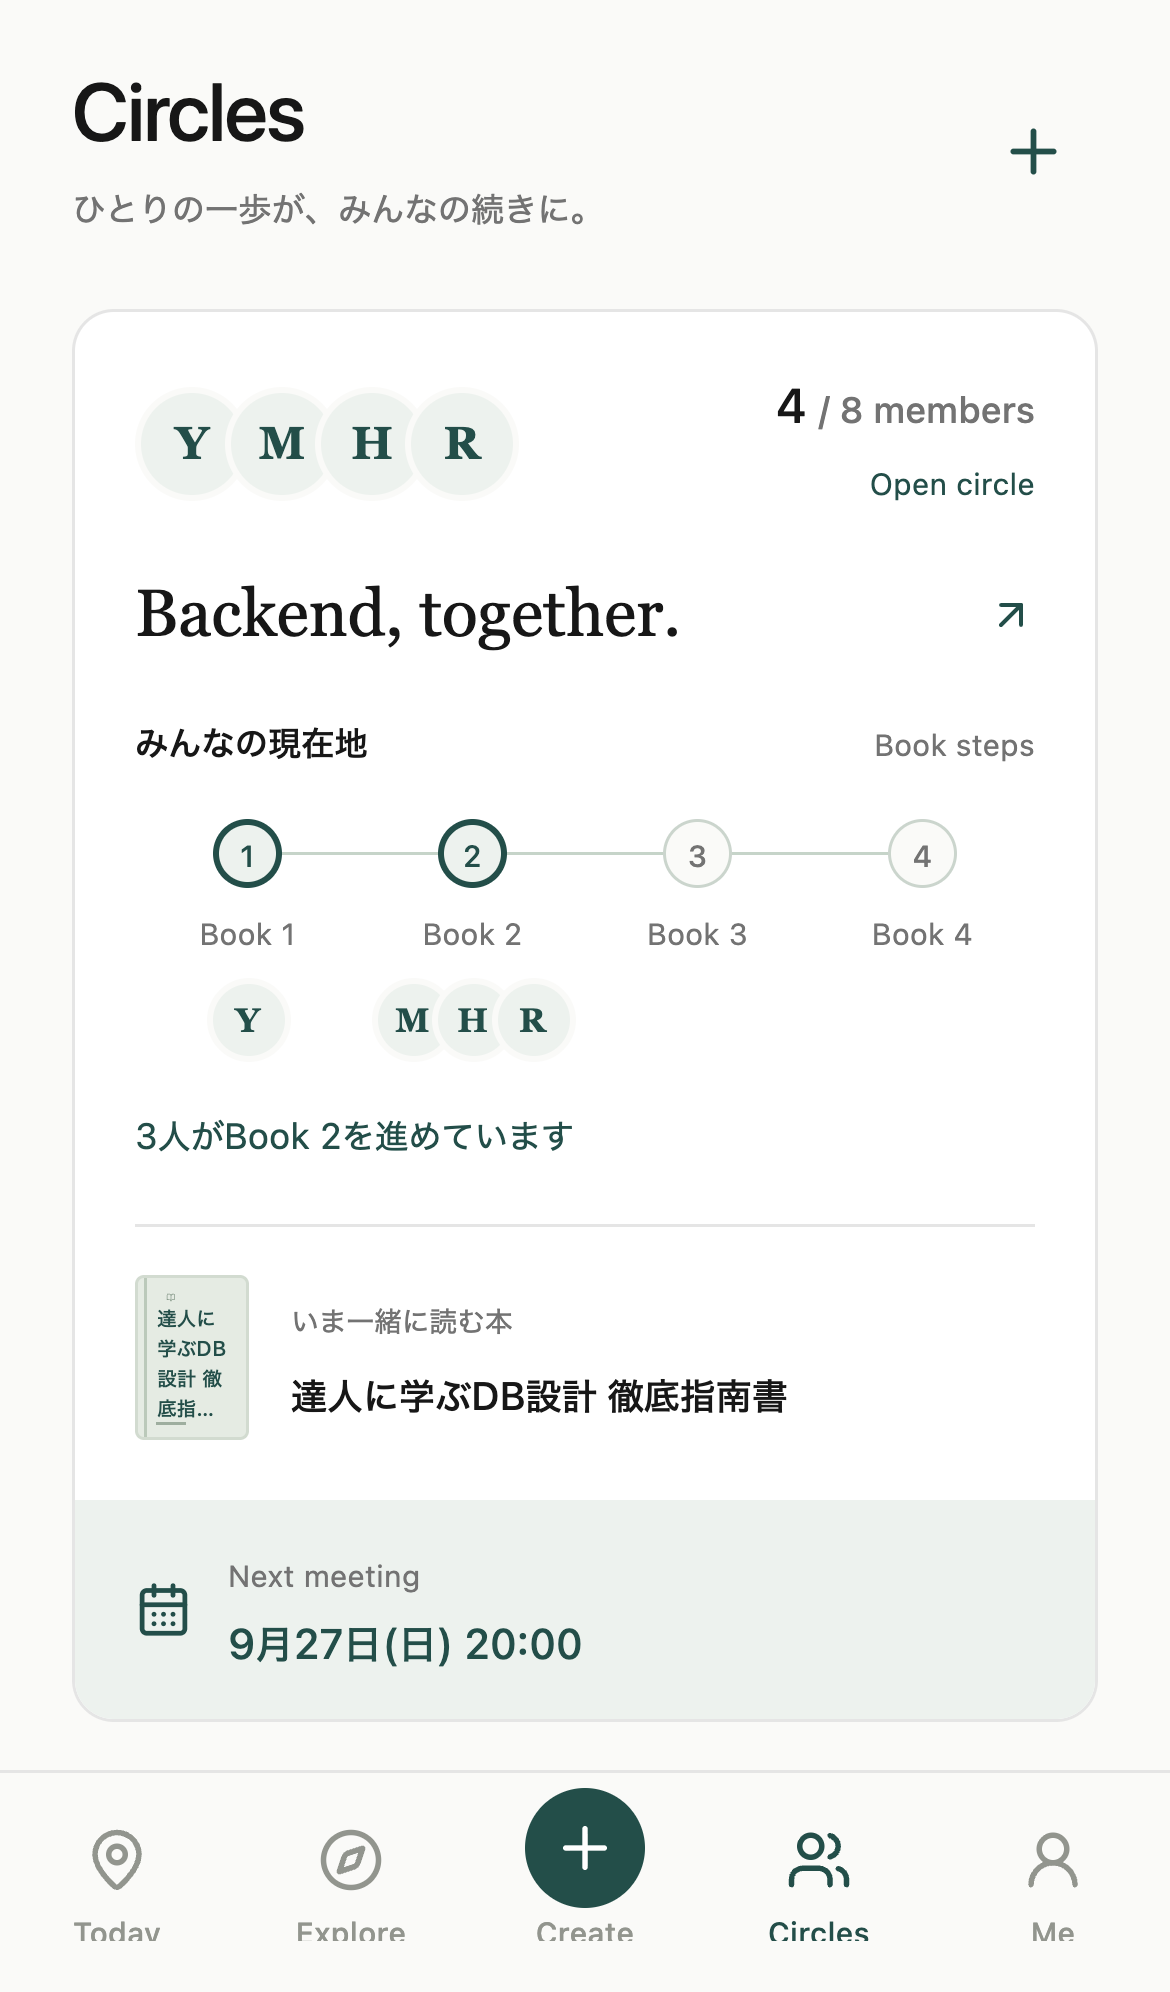 Circles
ひとりの一歩が、みんなの続きに。
Y M H R
4 / 8 members
Open circle
Backend, together.
みんなの現在地
Book steps
1 2 3 4
Book 1 Book 2 Book 3 Book 4
Y M H R
3人がBook 2を進めています
達人に
学ぶDB
設計 徹
底指...
いま一緒に読む本
達人に学ぶDB設計 徹底指南書
Next meeting
9月27日(日) 20:00
Today Explore Create Circles Me